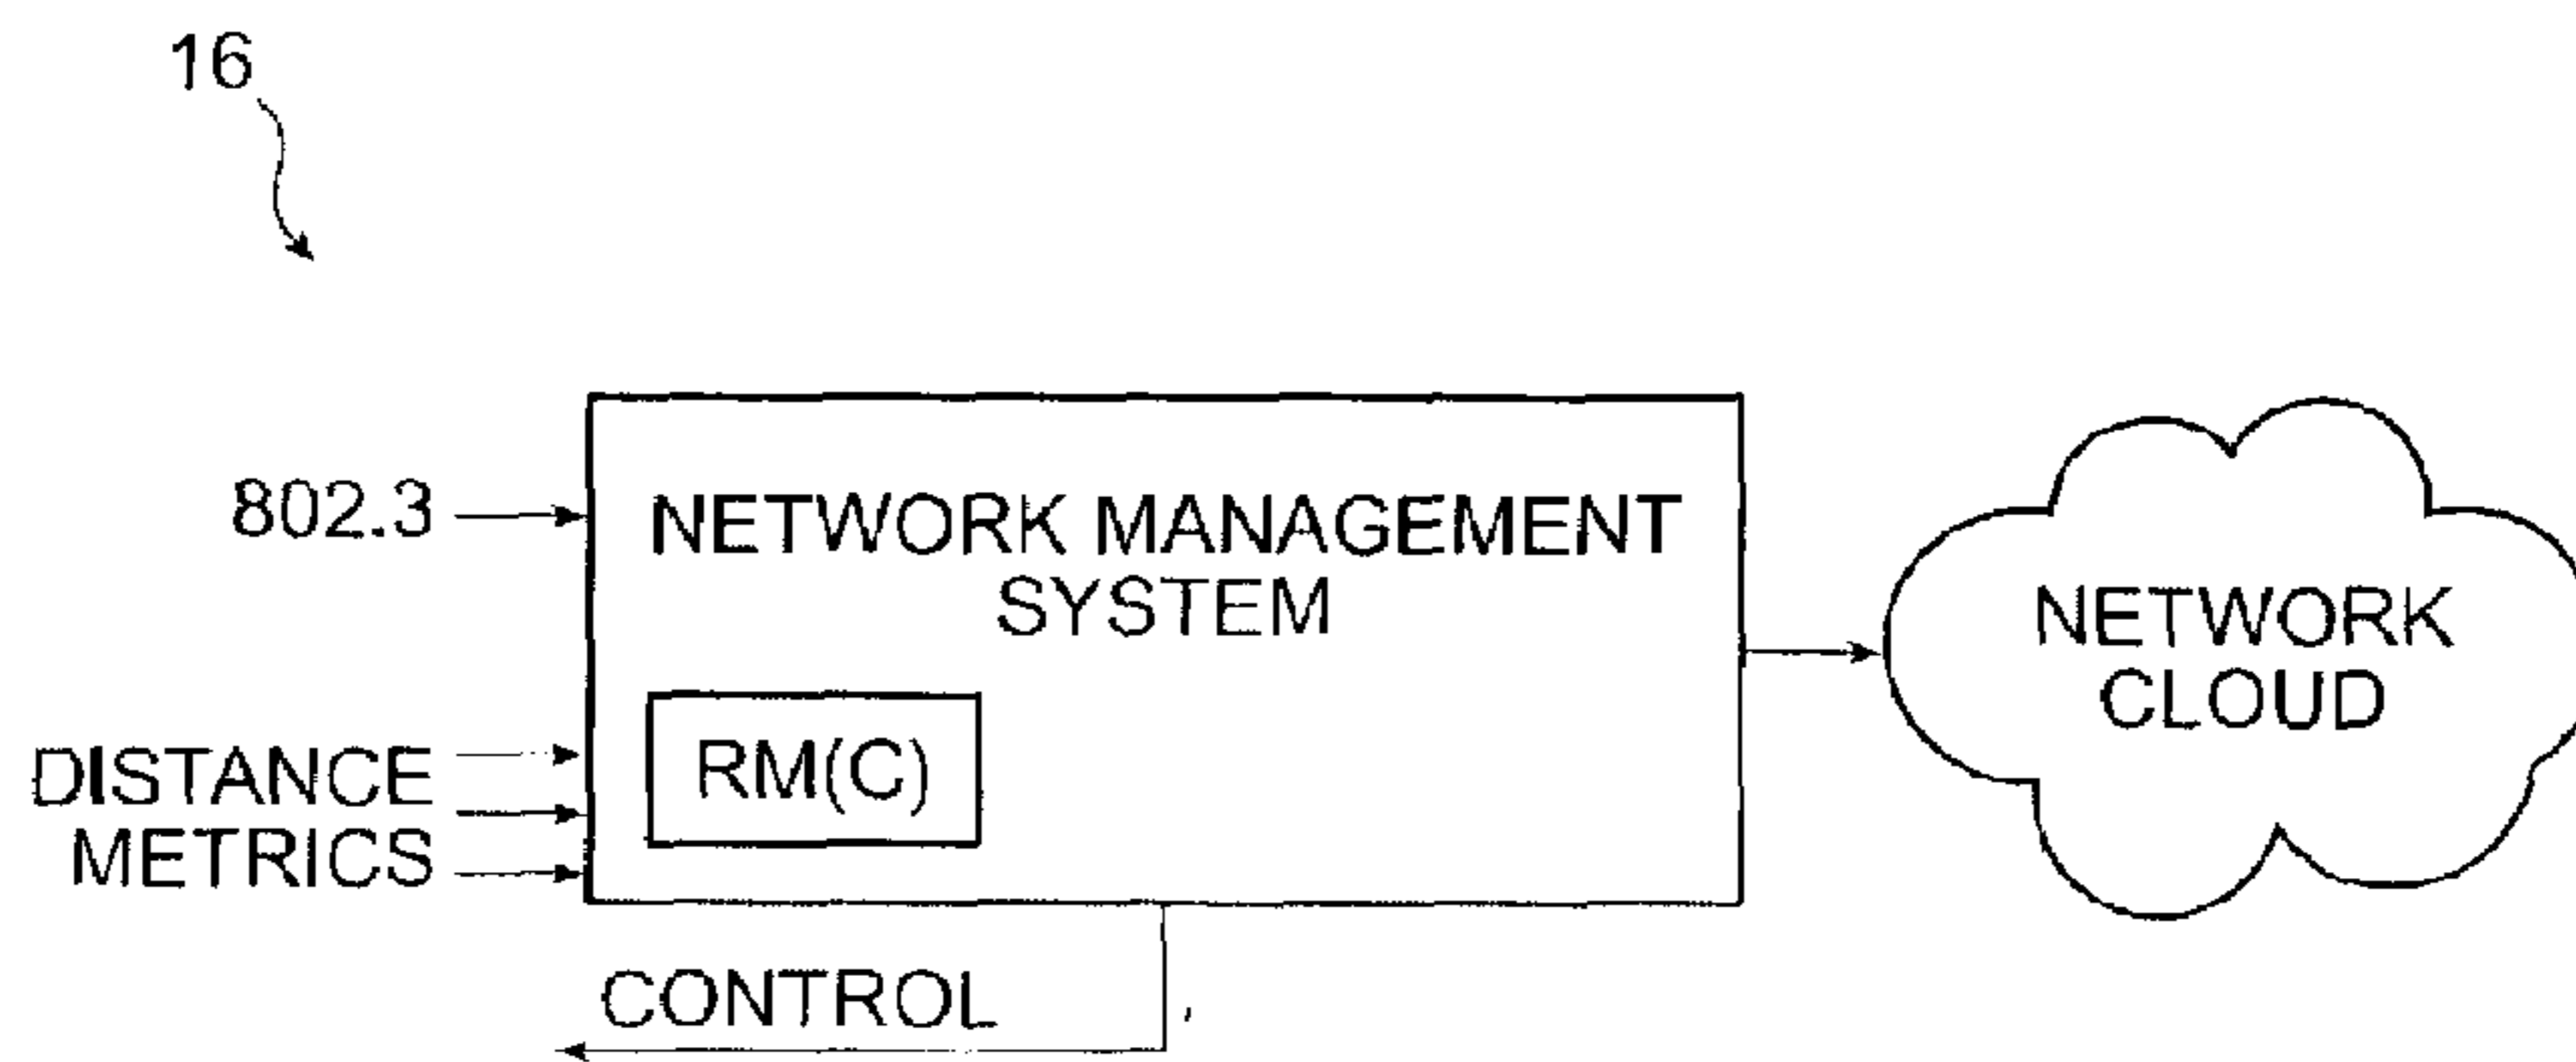 16
802.3
NETWORK MANAGEMENT
SYSTEM
RM(C)
DISTANCE
METRICS
CONTROL
NETWORK
CLOUD